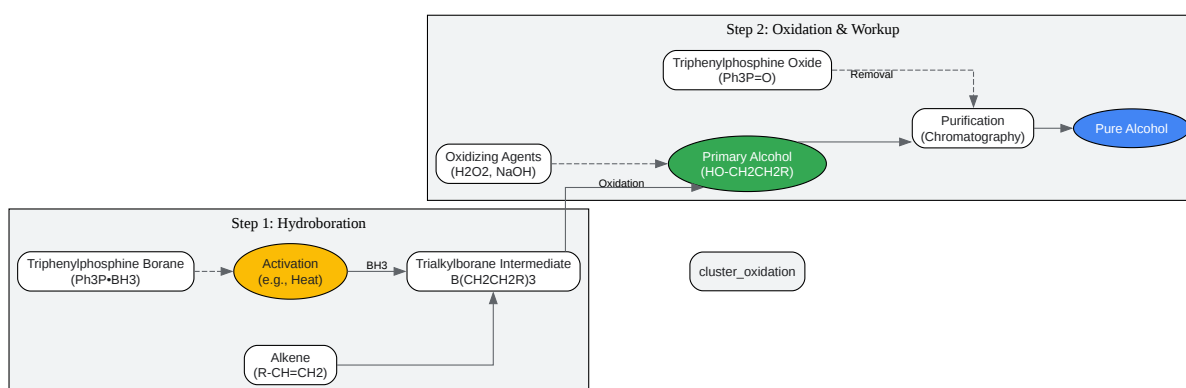 Step 2: Oxidation & Workup
Triphenylphosphine Oxide
(Ph3P=O)
Removal
Purification
(Chromatography)
Pure Alcohol
Oxidizing Agents
(H2O2, NaOH)
Primary Alcohol
(HO-CH2CH2R)
Oxidation
Step 1: Hydroboration
Triphenylphosphine Borane
(Ph3P•BH3)
Activation
(e.g., Heat)
BH3
Trialkylborane Intermediate
B(CH2CH2R)3
cluster_oxidation
Alkene
(R-CH=CH2)